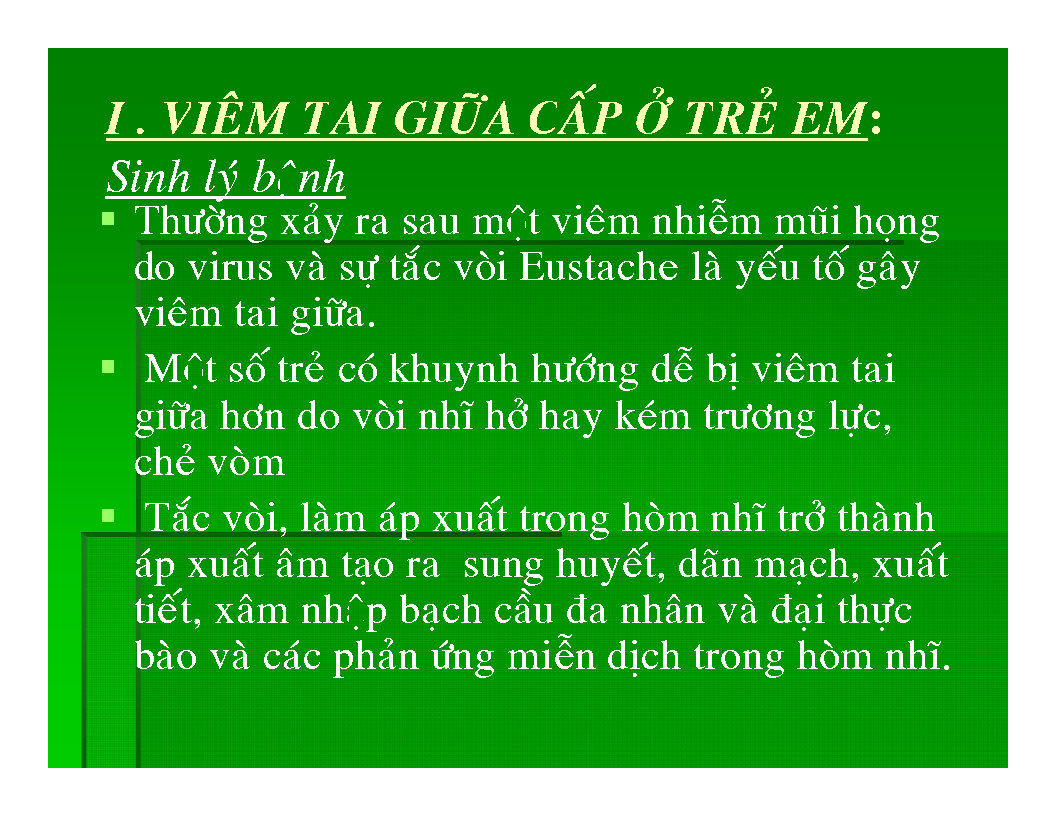 I . VIÊM TAI GIỮA CẤP Ở TRẺ EM:
Sinh lý bệnh
▪ Thường xảy ra sau một viêm nhiễm mũi họng
do virus và sự tắc vòi Eustache là yếu tố gây
viêm tai giữa.
▪ Một số trẻ có khuynh hướng dễ bị viêm tai
giữa hơn do vòi nhĩ hở hay kém trương lực,
chẻ vòm
▪ Tắc vòi, làm áp xuất trong hòm nhĩ trở thành
áp xuất âm tạo ra sung huyết, dãn mạch, xuất
tiết, xâm nhập bạch cầu đa nhân và đại thực
bào và các phản ứng miễn dịch trong hòm nhĩ.